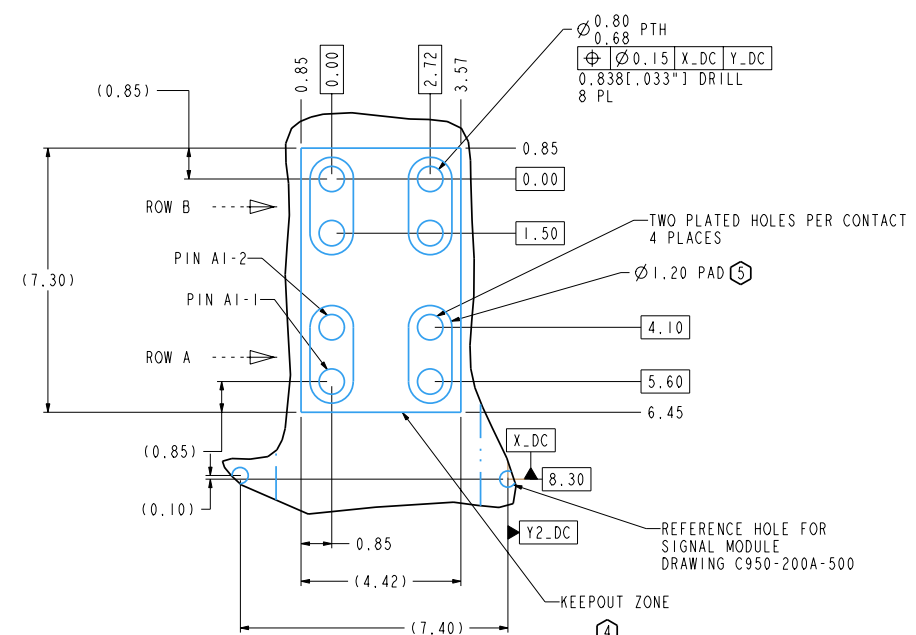 Ø 0.80 PTH
0.68
⌖ Ø0.15 X_DC Y_DC
0.838[.033"] DRILL
8 PL
0.85
0.00
2.72
3.57
(0.85)
0.85
0.00
ROW B
1.50
TWO PLATED HOLES PER CONTACT
4 PLACES
PIN A1-2
Ø1.20 PAD 5
(7.30)
PIN A1-1
4.10
ROW A
5.60
6.45
(0.85)
X_DC
8.30
(0.10)
Y2_DC
REFERENCE HOLE FOR
SIGNAL MODULE
DRAWING C950-200A-500
0.85
(4.42)
KEEPOUT ZONE
4
(7.40)